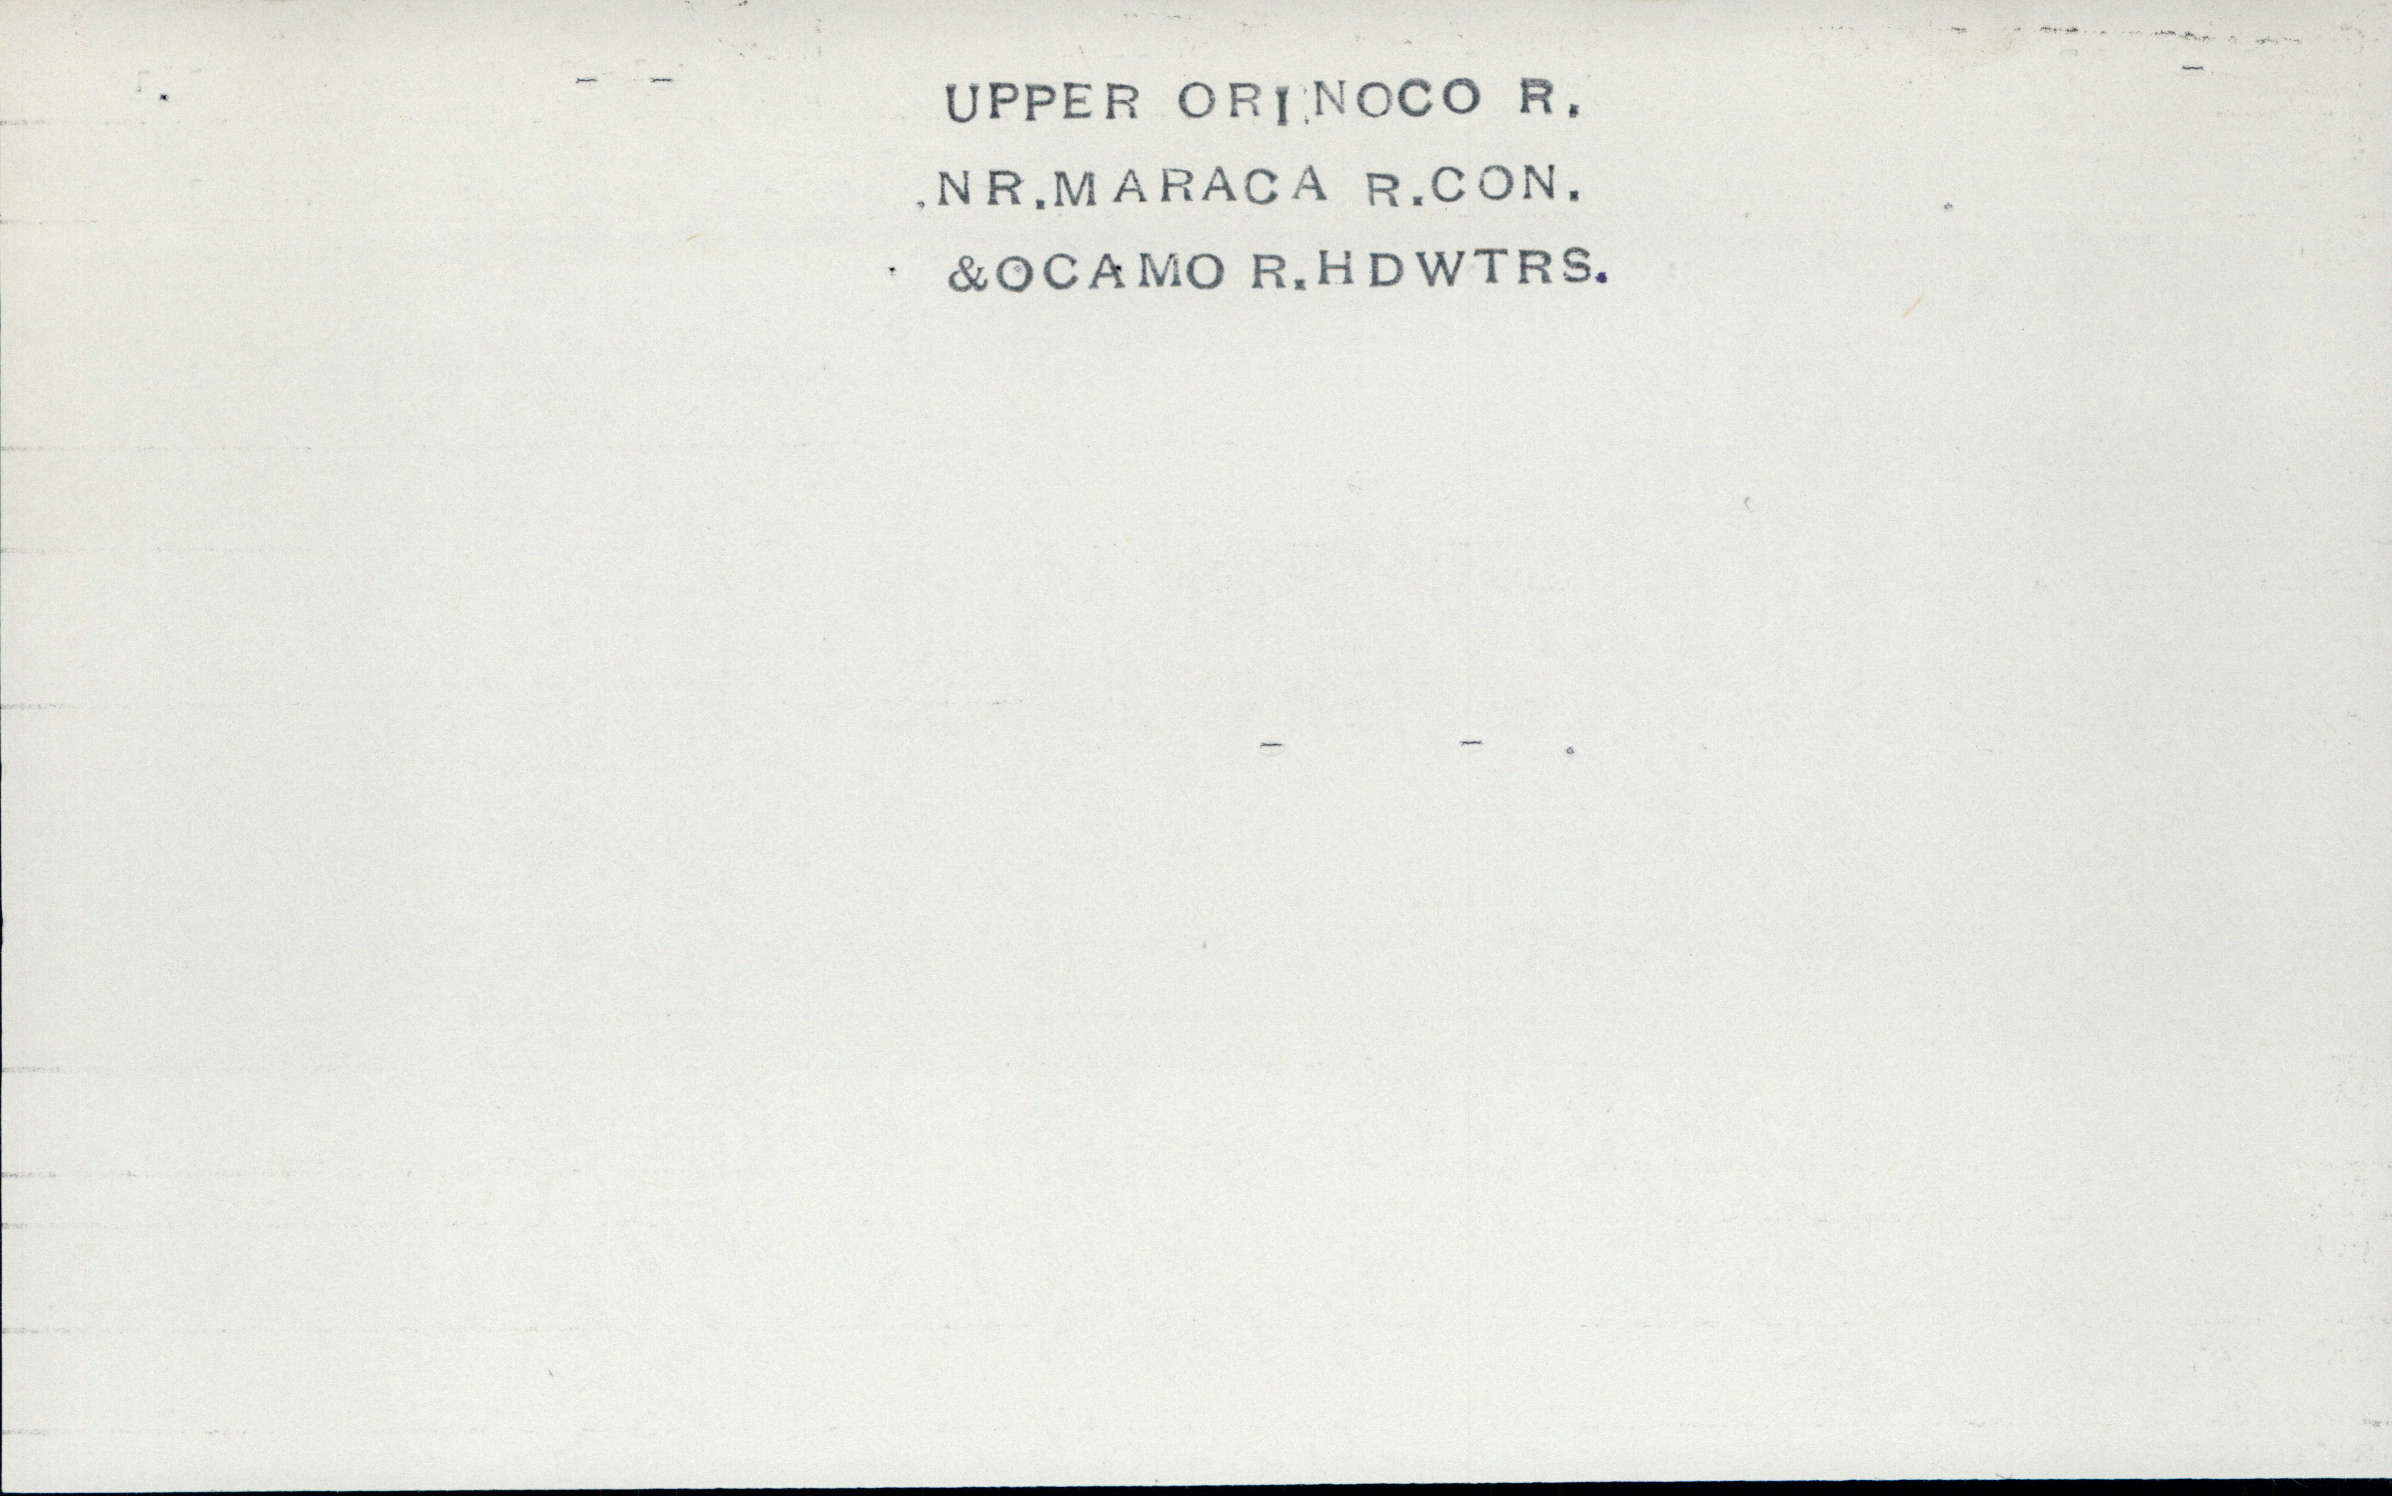 UPPER ORINOCO R.
NR.MARACA R.CON.
&OCAMO R.HDWTRS.